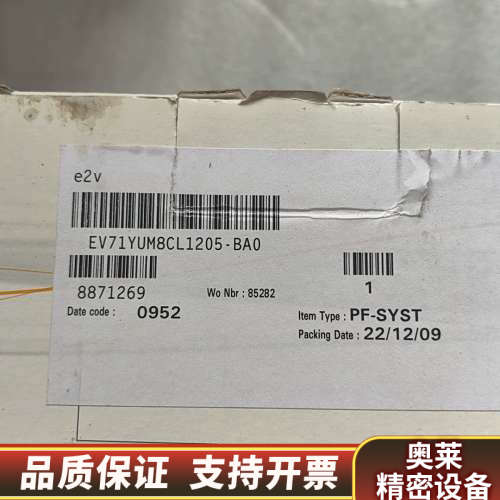 e2v
EV71YUM8CL1205-BA0
8871269
Wo Nbr : 85282
1
Date code : 0952
Item Type : PF-SYST
Packing Date : 22/12/09
品质保证 支持开票
奥莱
精密设备